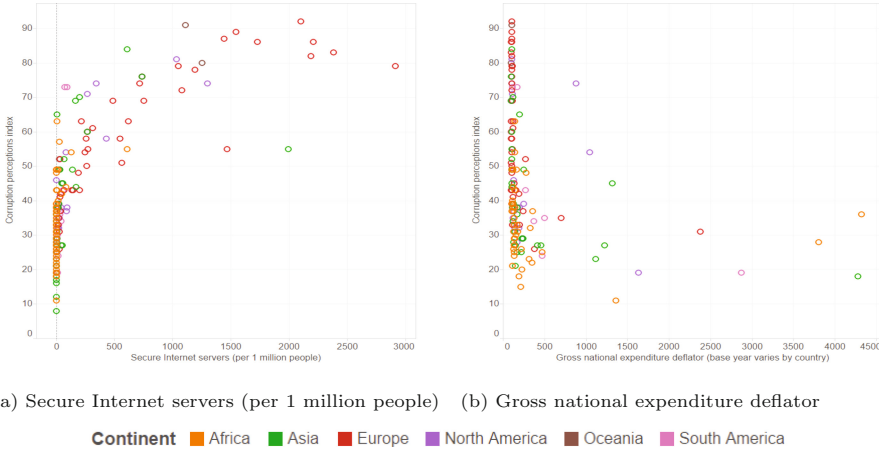 Corruption perceptions index
90
80
70
60
50
40
30
20
10
0
0 500 1000 1500 2000 2500 3000
Secure Internet servers (per 1 million people)
Corruption perceptions index
90
80
70
60
50
40
30
20
10
0
0 500 1000 1500 2000 2500 3000 3500 4000 4500
Gross national expenditure deflator (base year varies by country)
a) Secure Internet servers (per 1 million people) (b) Gross national expenditure deflator
Continent Africa Asia Europe North America Oceania South America